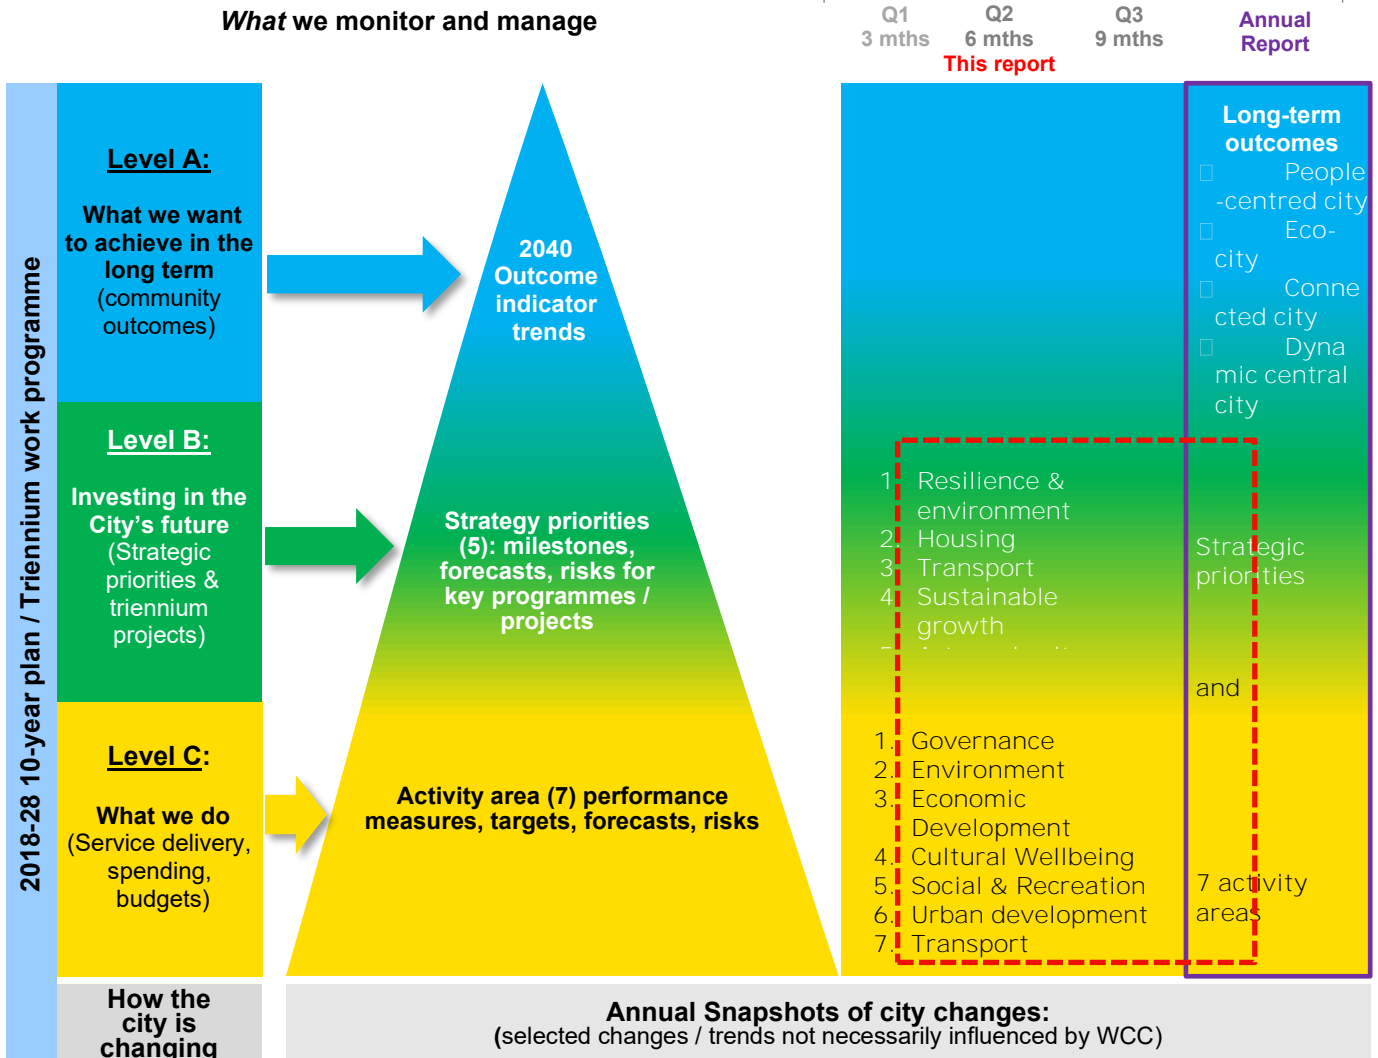 What we monitor and manage
Q1
3 mths
Q2
6 mths
This report
Q3
9 mths
Annual
Report
2018-28 10-year plan / Triennium work programme
Level A:
What we want
to achieve in the
long term
(community
outcomes)
2040
Outcome
indicator
trends
Long-term
outcomes
People
-centred city
Eco-
city
Conne
cted city
Dyna
mic central
city
Level B:
Investing in the
City's future
(Strategic
priorities &
triennium
projects)
Strategy priorities
(5): milestones,
forecasts, risks for
key programmes /
projects
1 Resilience &
environment
2. Housing
3 Transport
4 Sustainable
growth
Strategic
priorities
and
Level C:
What we do
(Service delivery,
spending,
budgets)
Activity area (7) performance
measures, targets, forecasts, risks
1. Governance
2. Environment
3. Economic
Development
4. Cultural Wellbeing
5. Social & Recreation
6. Urban development
7. Transport
7 activity
areas
How the
city is
changing
Annual Snapshots of city changes:
(selected changes / trends not necessarily influenced by WCC)